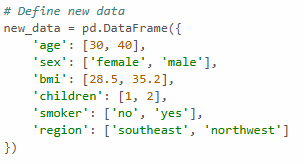 # Define new data
new_data = pd.DataFrame({
    'age': [30, 40],
    'sex': ['female', 'male'],
    'bmi': [28.5, 35.2],
    'children': [1, 2],
    'smoker': ['no', 'yes'],
    'region': ['southeast', 'northwest']
})